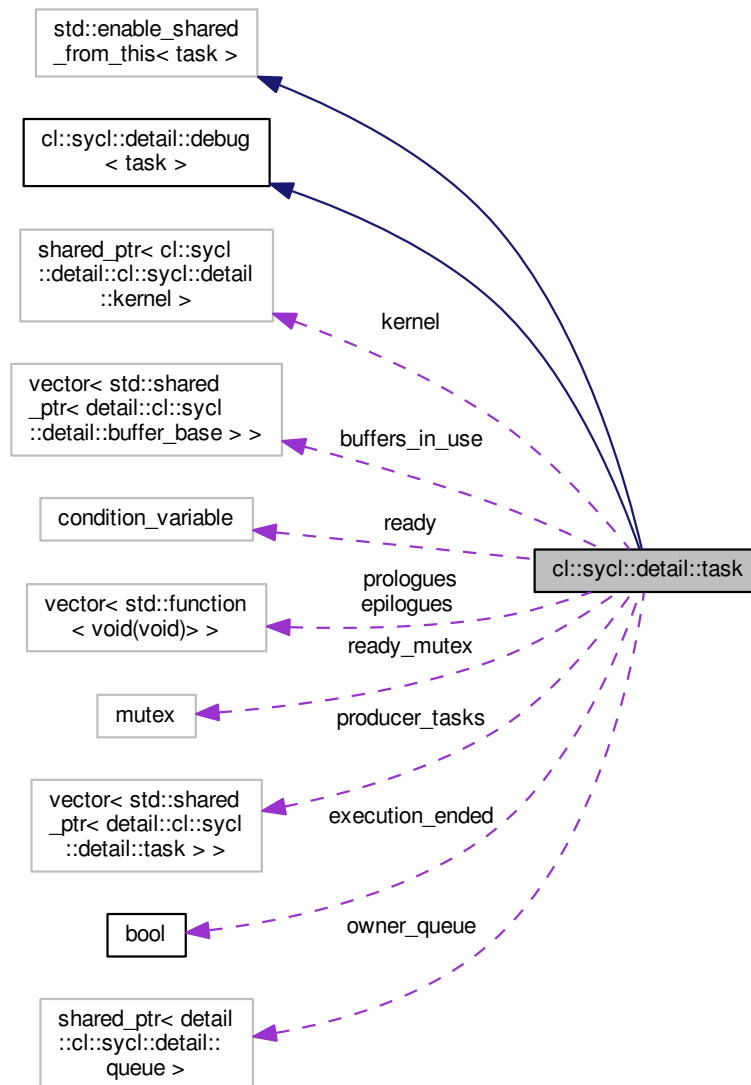 std::enable_shared
_from_this< task >
cl::sycl::detail::debug
< task >
shared_ptr< cl::sycl
::detail::cl::sycl::detail
::kernel >
kernel
vector< std::shared
_ptr< detail::cl::sycl
::detail::buffer_base > >
buffers_in_use
condition_variable
ready
cl::sycl::detail::task
vector< std::function
< void(void)> >
prologues
epilogues
ready_mutex
mutex
producer_tasks
vector< std::shared
_ptr< detail::cl::sycl
::detail::task > >
execution_ended
bool
owner_queue
shared_ptr< detail
::cl::sycl::detail::
queue >